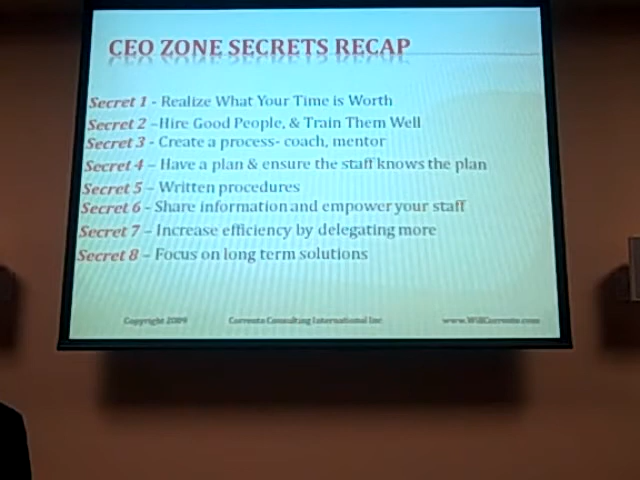 CEO ZONE SECRETS RECAP
Secret 1 - Realize What Your Time is Worth
Secret 2 –Hire Good People, & Train Them Well
Secret 3 - Create a process- coach, mentor
Secret 4 – Have a plan & ensure the staff knows the plan
Secret 5 – Written procedures
Secret 6 – Share information and empower your staff
Secret 7 – Increase efficiency by delegating more
Secret 8 – Focus on long term solutions
Copyright 2009 Corrente Consulting International Inc www.WillCorrente.com